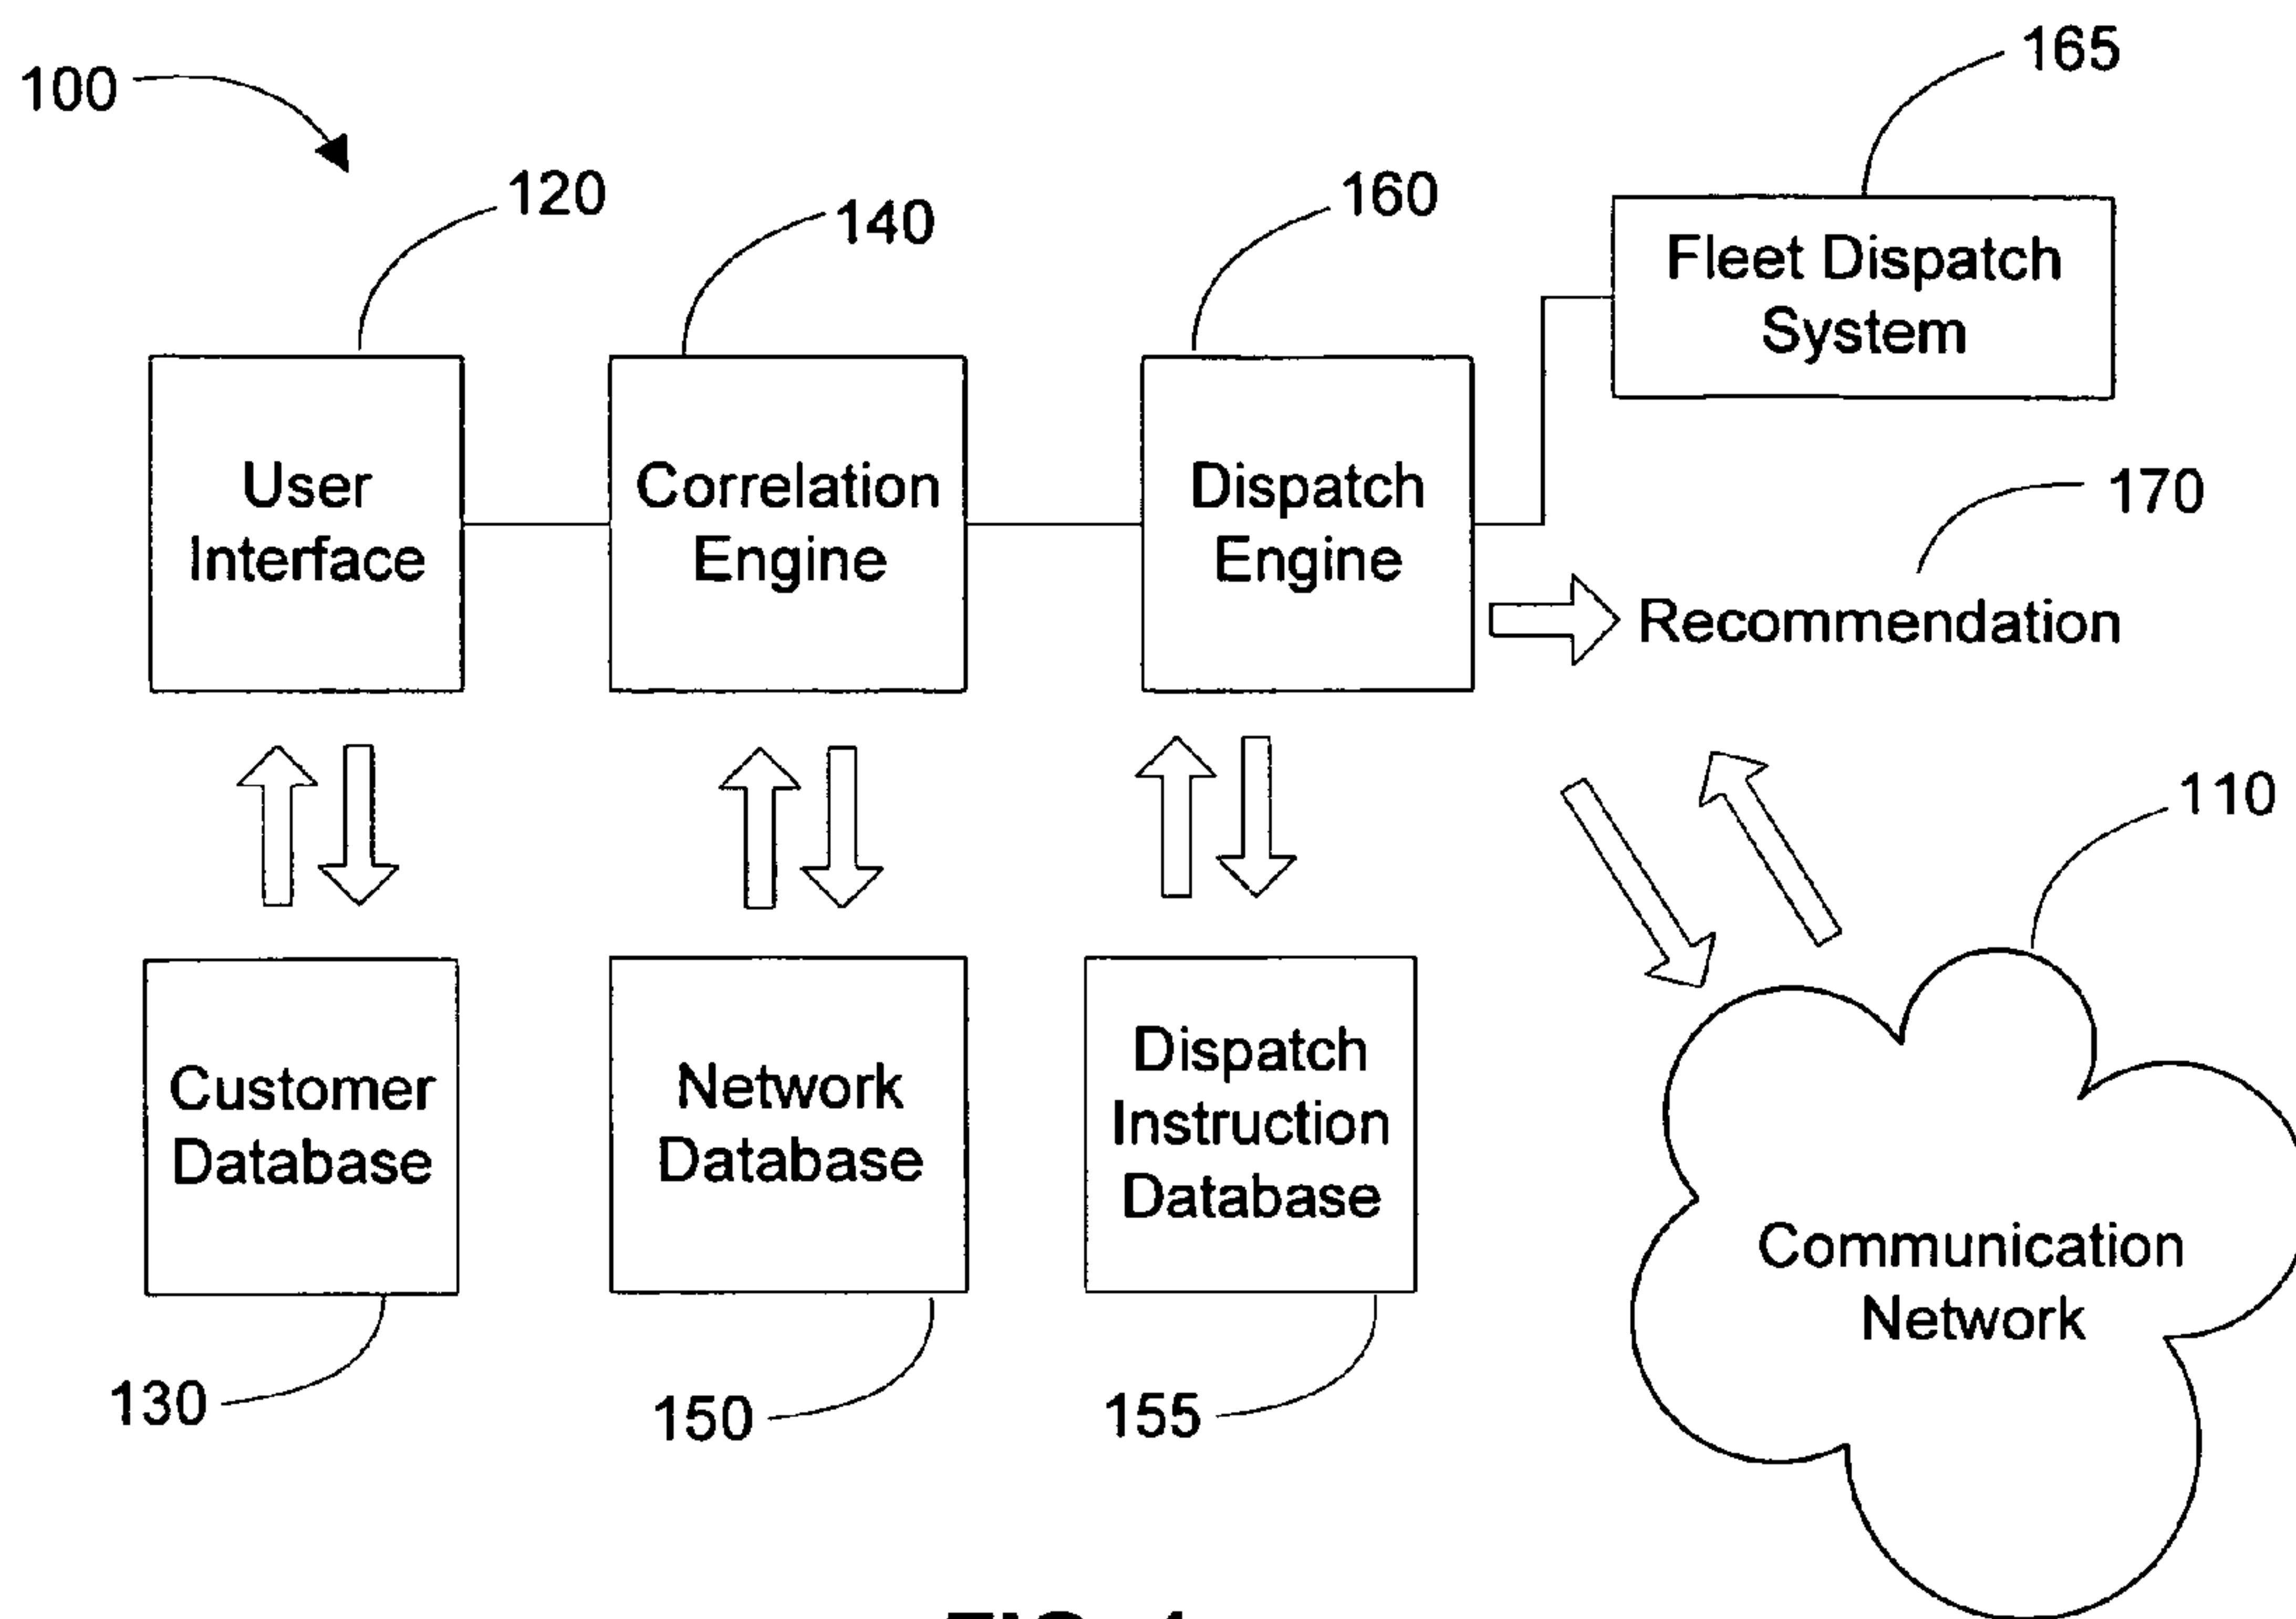 100
165
120
140
160
Fleet Dispatch
System
User
Interface
Correlation
Engine
Dispatch
Engine
170
Recommendation
110
Customer
Database
Network
Database
Dispatch
Instruction
Database
Communication
Network
130
150
155